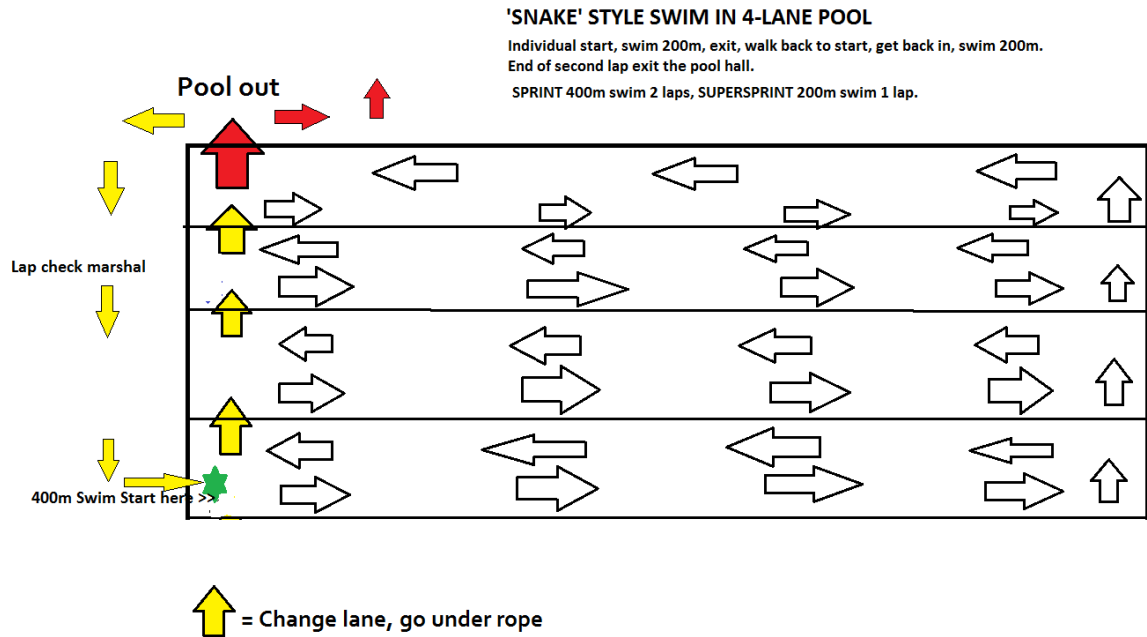 'SNAKE' STYLE SWIM IN 4-LANE POOL
Individual start, swim 200m, exit, walk back to start, get back in, swim 200m.
End of second lap exit the pool hall.
SPRINT 400m swim 2 laps, SUPERSPRINT 200m swim 1 lap.
Pool out
Lap check marshal
400m Swim Start here >>
= Change lane, go under rope